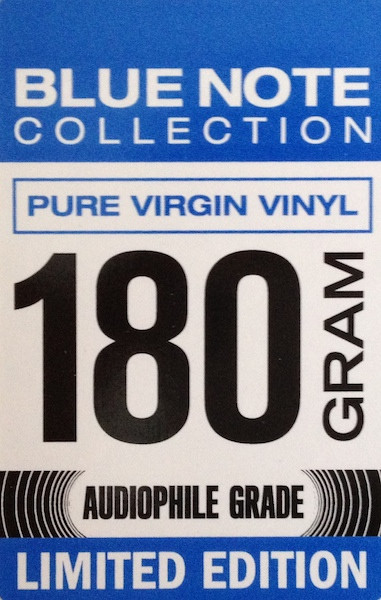 BLUE NOTE
COLLECTION
PURE VIRGIN VINYL
180 GRAM
AUDIOPHILE GRADE
LIMITED EDITION